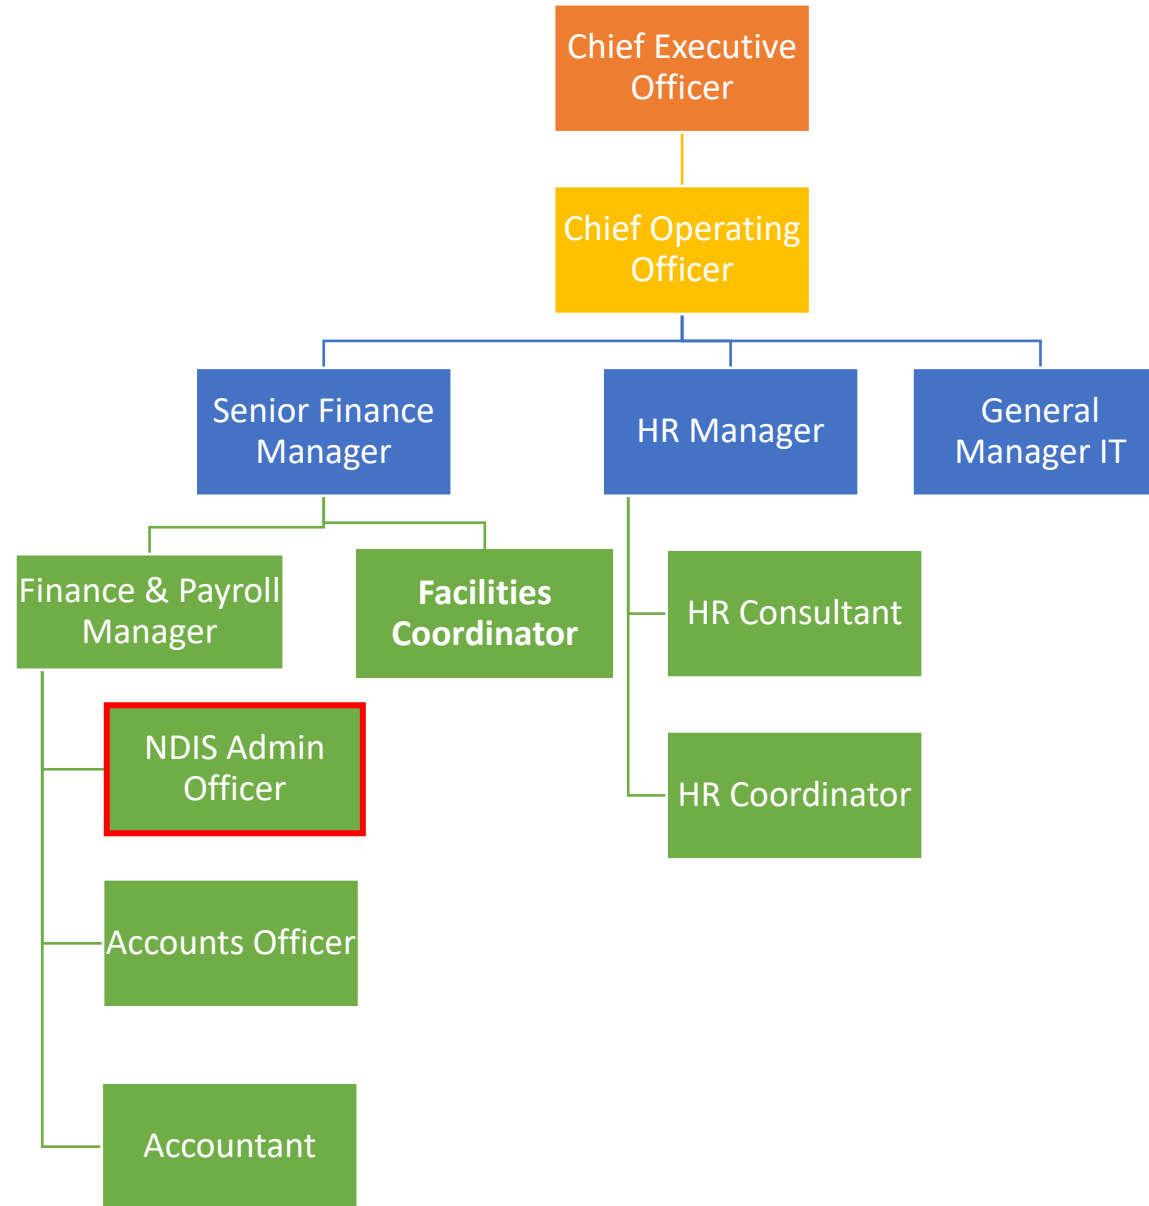 Chief Executive
Officer
Chief Operating
Officer
Senior Finance
Manager
HR Manager
General
Manager IT
Finance & Payroll
Manager
Facilities
Coordinator
HR Consultant
NDIS Admin
Officer
HR Coordinator
Accounts Officer
Accountant